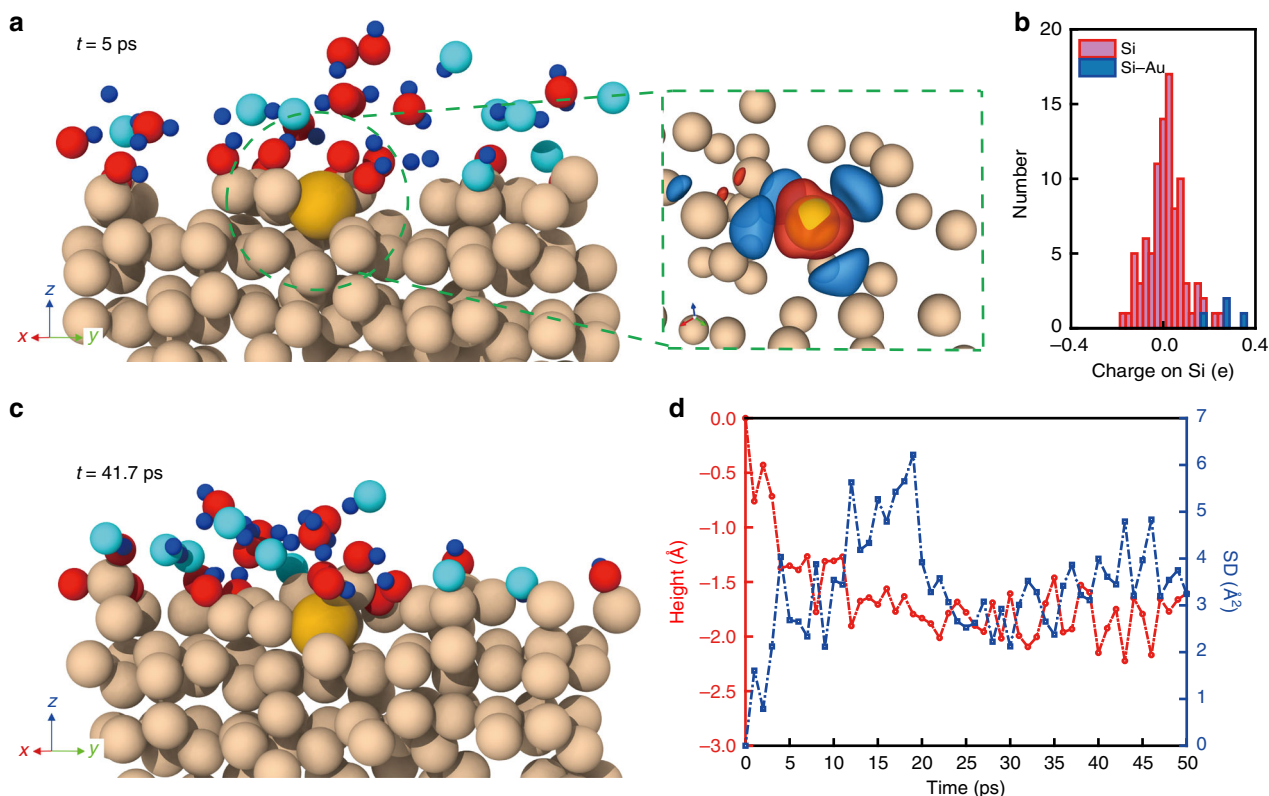 a
t = 5 ps
z
x
y
b
20
15
10
5
0
Number
Si
Si–Au
−0.4
0.0
0.4
Charge on Si (e)
c
t = 41.7 ps
z
x
y
d
0.0
−0.5
−1.0
−1.5
−2.0
−2.5
−3.0
Height (Å)
7
6
5
4
3
2
1
0
SD (Å²)
0 5 10 15 20 25 30 35 40 45 50
Time (ps)